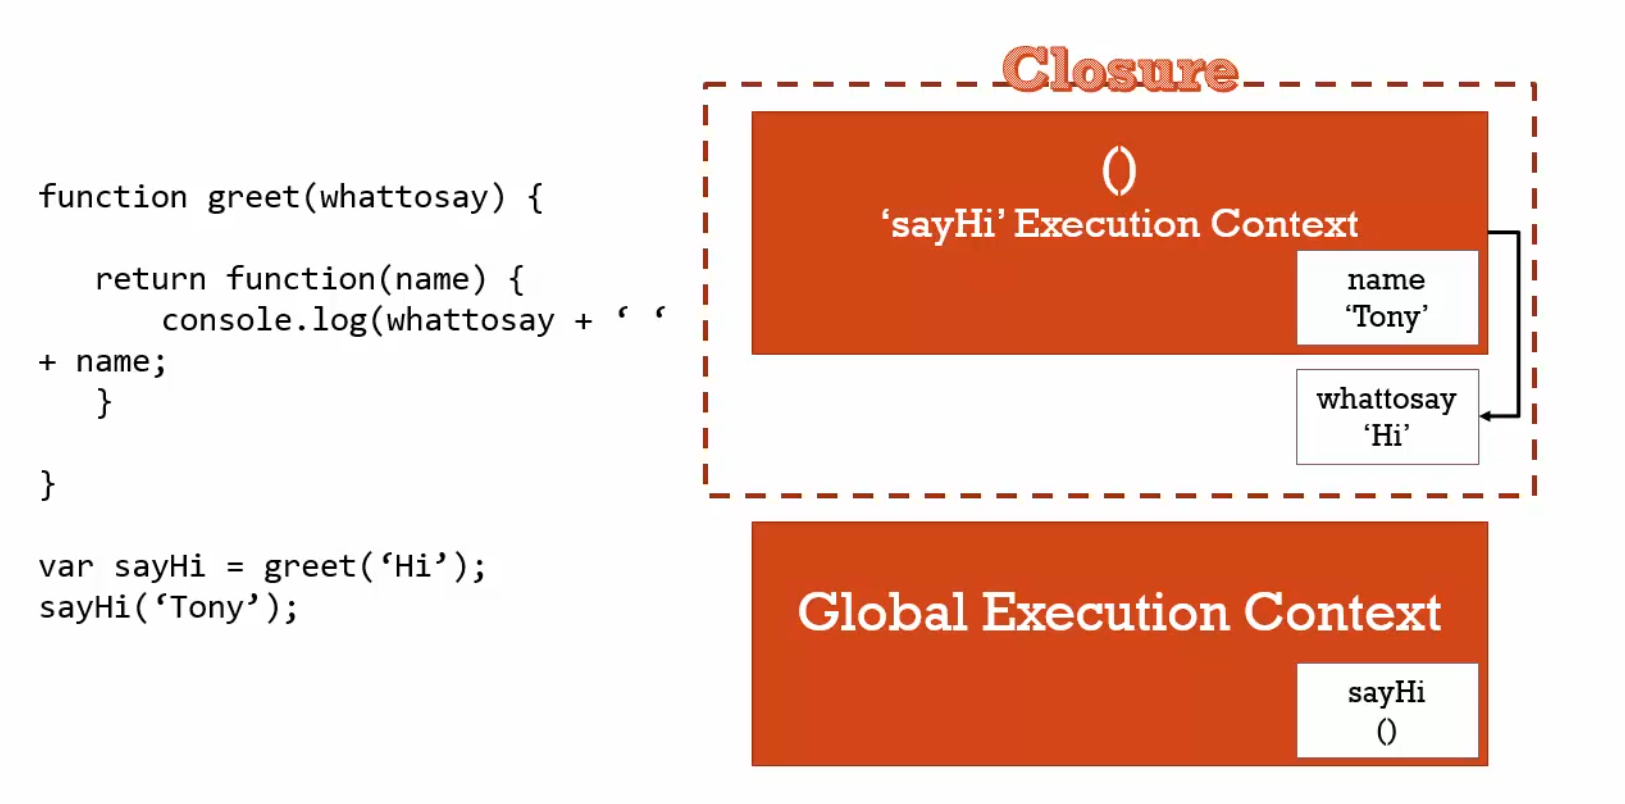 function greet(whattosay) {
return function(name) {
console.log(whattosay + ‘ ‘
+ name;
}
}
var sayHi = greet(‘Hi’);
sayHi(‘Tony’);
Closure
()
‘sayHi’ Execution Context
name
‘Tony’
whattosay
‘Hi’
Global Execution Context
sayHi
()